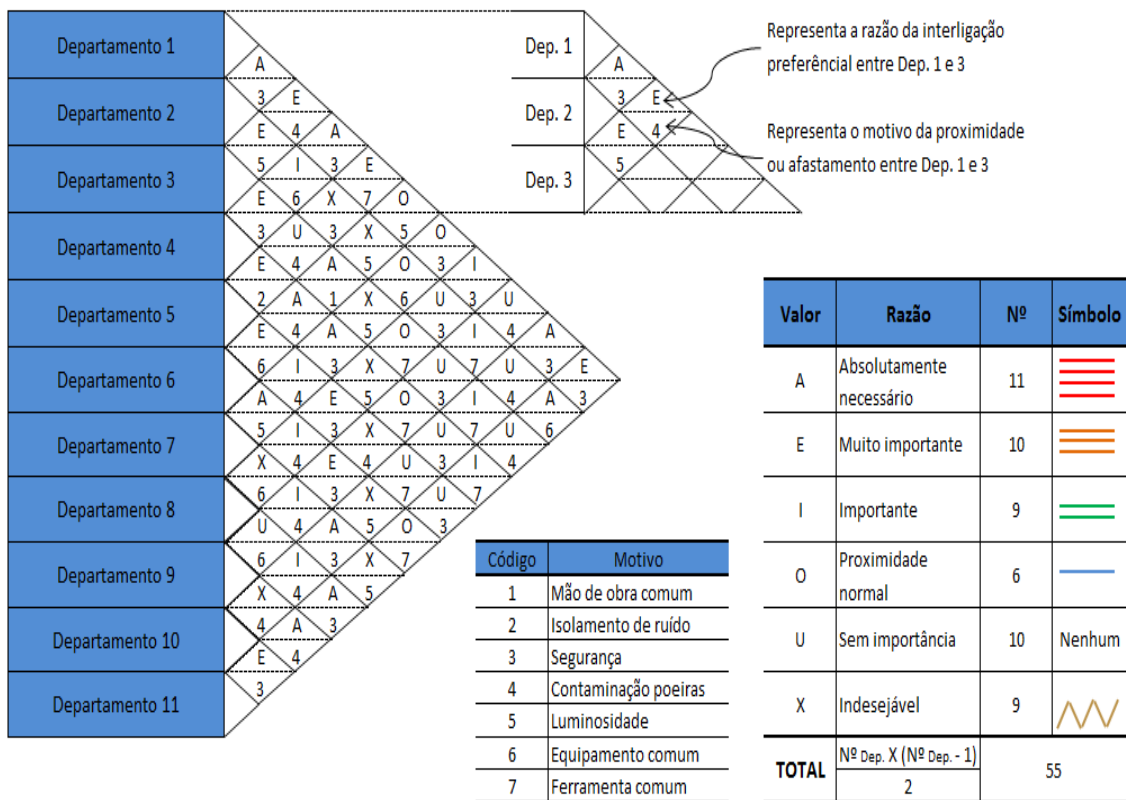 Departamento 1
Departamento 2
Departamento 3
Departamento 4
Departamento 5
Departamento 6
Departamento 7
Departamento 8
Departamento 9
Departamento 10
Departamento 11
A
3 E
E 4 A
5 I 3 E
E 6 X 7 O
3 U 3 X 5 O
E 4 A 5 O 3 I
2 A 1 X 6 U 3 U
E 4 A 5 O 3 I 4 A
6 I 3 X 7 U 7 U 3 E
A 4 E 5 O 3 I 4 A 3
5 I 3 X 7 U 7 U 6
X 4 E 4 U 3 I 4
6 I 3 X 7 U 7
U 4 A 5 O 3
6 I 3 X 7
X 4 A 5
4 A 3
E 4
3
Dep. 1
Dep. 2
Dep. 3
A
3 E
E 4
5
Representa a razão da interligação
preferêncial entre Dep. 1 e 3
Representa o motivo da proximidade
ou afastamento entre Dep. 1 e 3
Código Motivo
1 Mão de obra comum
2 Isolamento de ruído
3 Segurança
4 Contaminação poeiras
5 Luminosidade
6 Equipamento comum
7 Ferramenta comum
Valor Razão Nº Símbolo
A Absolutamente necessário 11
E Muito importante 10
I Importante 9
O Proximidade normal 6
U Sem importância 10 Nenhum
X Indesejável 9
TOTAL Nº Dep. X (Nº Dep. - 1) 55
2